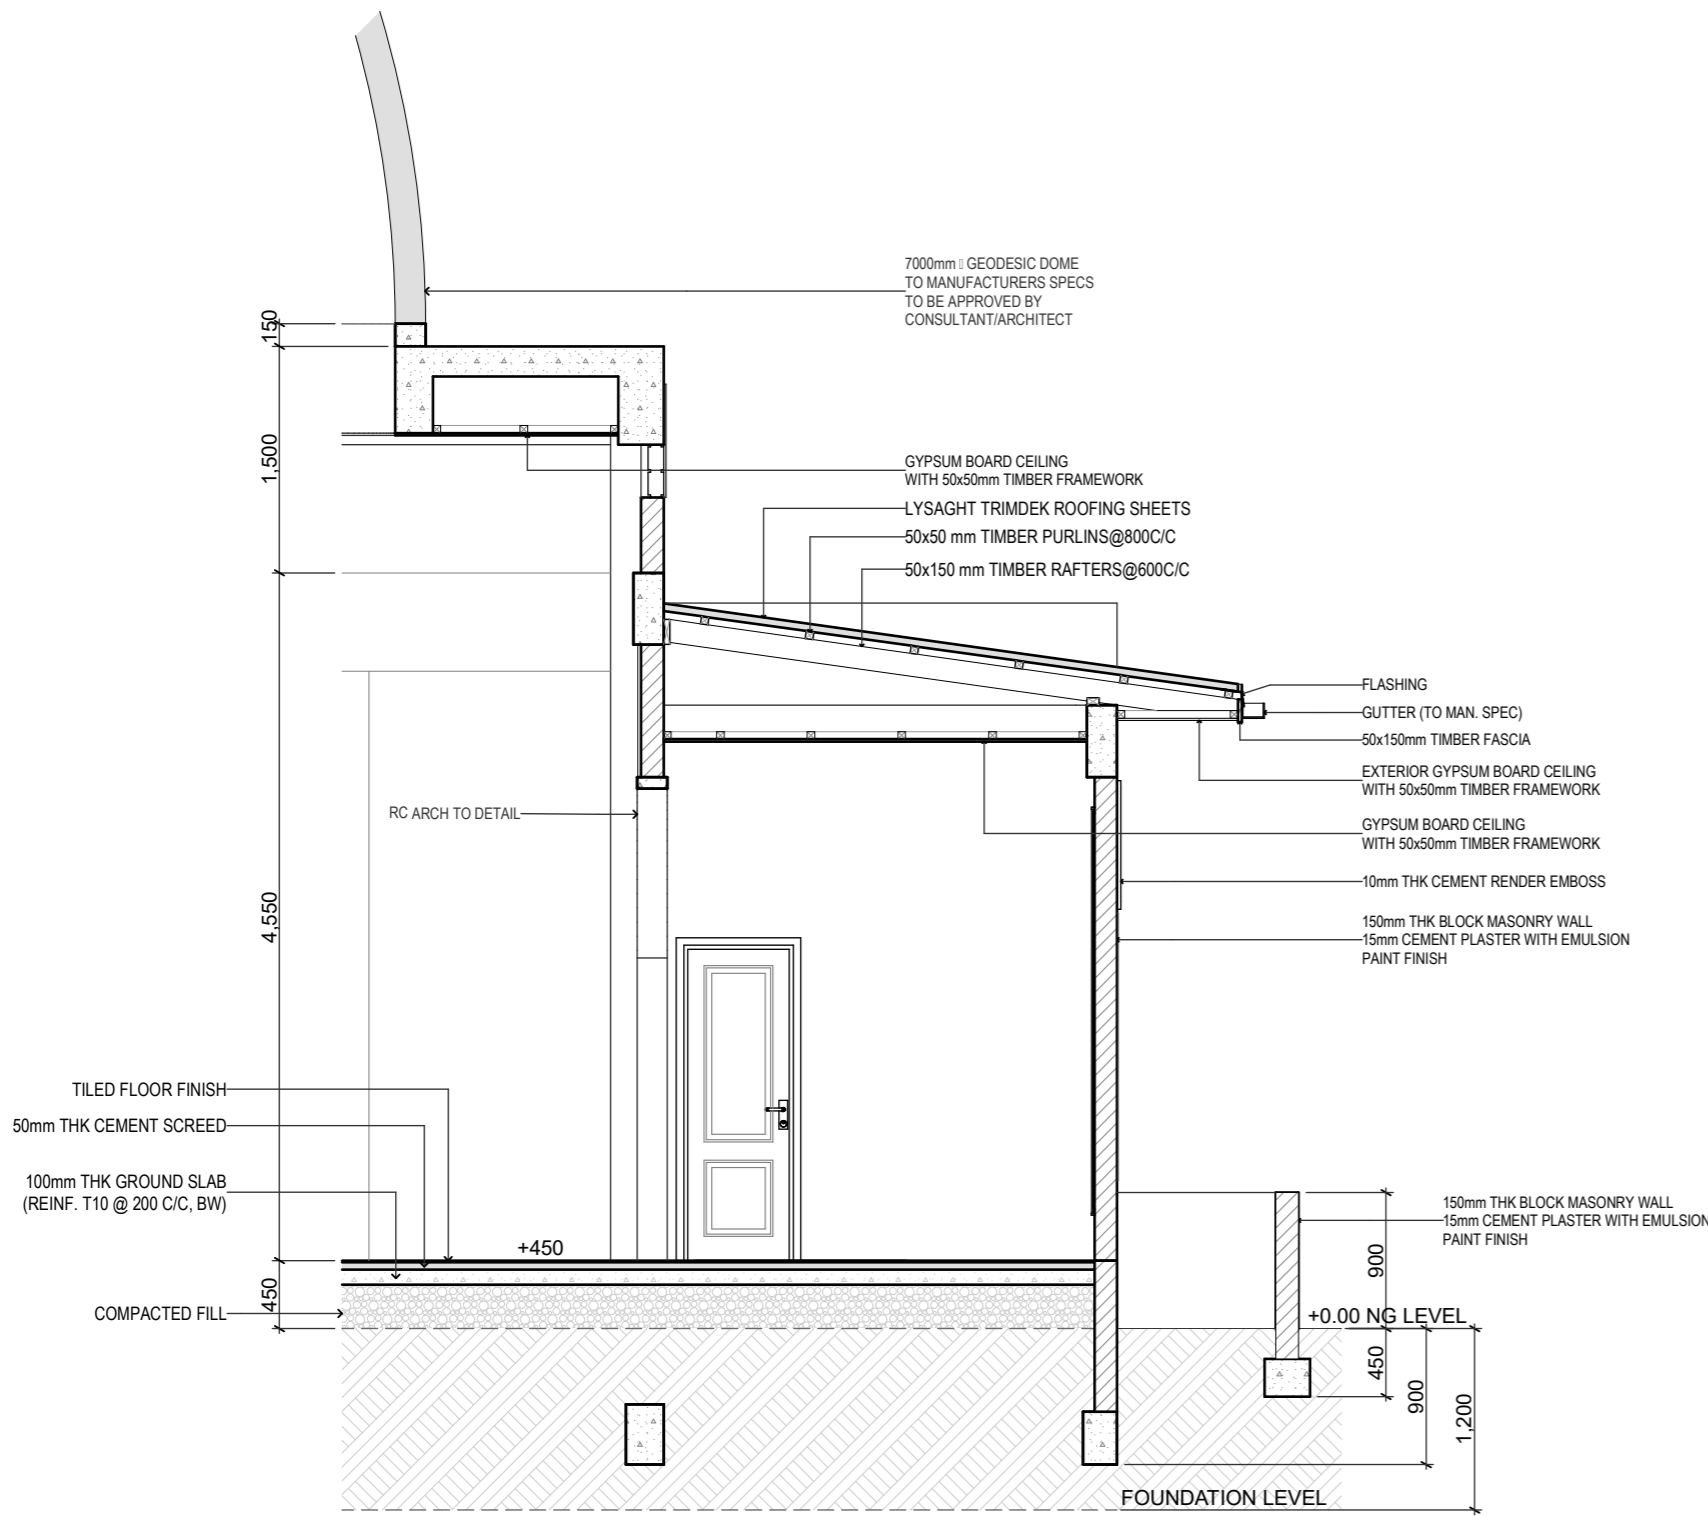 7000mm ▯ GEODESIC DOME
TO MANUFACTURERS SPECS
TO BE APPROVED BY
CONSULTANT/ARCHITECT
150
1,500
4,550
450
GYPSUM BOARD CEILING
WITH 50x50mm TIMBER FRAMEWORK
LYSAGHT TRIMDEK ROOFING SHEETS
50x50 mm TIMBER PURLINS@800C/C
50x150 mm TIMBER RAFTERS@600C/C
FLASHING
GUTTER (TO MAN. SPEC)
50x150mm TIMBER FASCIA
EXTERIOR GYPSUM BOARD CEILING
WITH 50x50mm TIMBER FRAMEWORK
GYPSUM BOARD CEILING
WITH 50x50mm TIMBER FRAMEWORK
10mm THK CEMENT RENDER EMBOSS
150mm THK BLOCK MASONRY WALL
15mm CEMENT PLASTER WITH EMULSION
PAINT FINISH
RC ARCH TO DETAIL
TILED FLOOR FINISH
50mm THK CEMENT SCREED
100mm THK GROUND SLAB
(REINF. T10 @ 200 C/C, BW)
COMPACTED FILL
+450
150mm THK BLOCK MASONRY WALL
15mm CEMENT PLASTER WITH EMULSION
PAINT FINISH
900
+0.00 NG LEVEL
450
900
1,200
FOUNDATION LEVEL